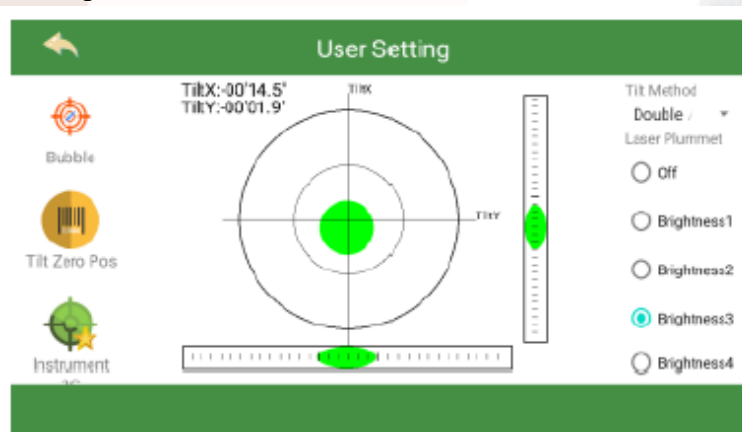 User Setting
TiltX:-00'14.5'
TiltY:-00'01.9'
TiltX
TiltY
Bubble
Tilt Zero Pos
Instrument
Tilt Method
Double
Laser Plummet
Off
Brightness1
Brightness2
Brightness3
Brightness4